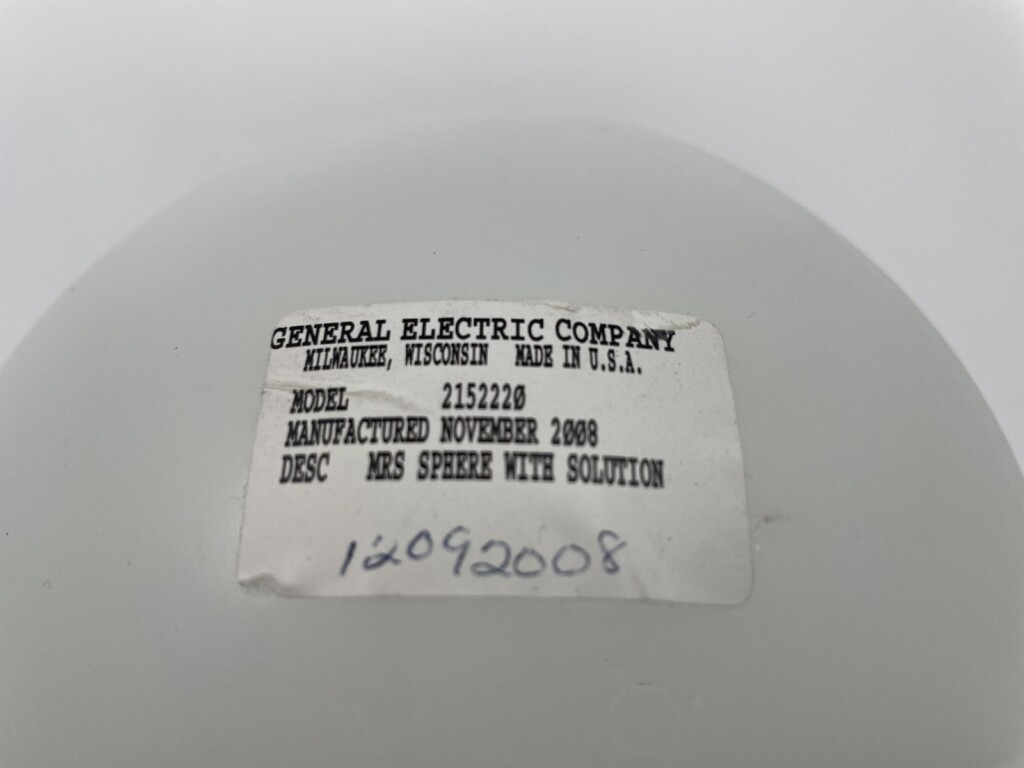 GENERAL ELECTRIC COMPANY
MILWAUKEE, WISCONSIN MADE IN U.S.A.
MODEL 2152220
MANUFACTURED NOVEMBER 2008
DESC MRS SPHERE WITH SOLUTION
12092008